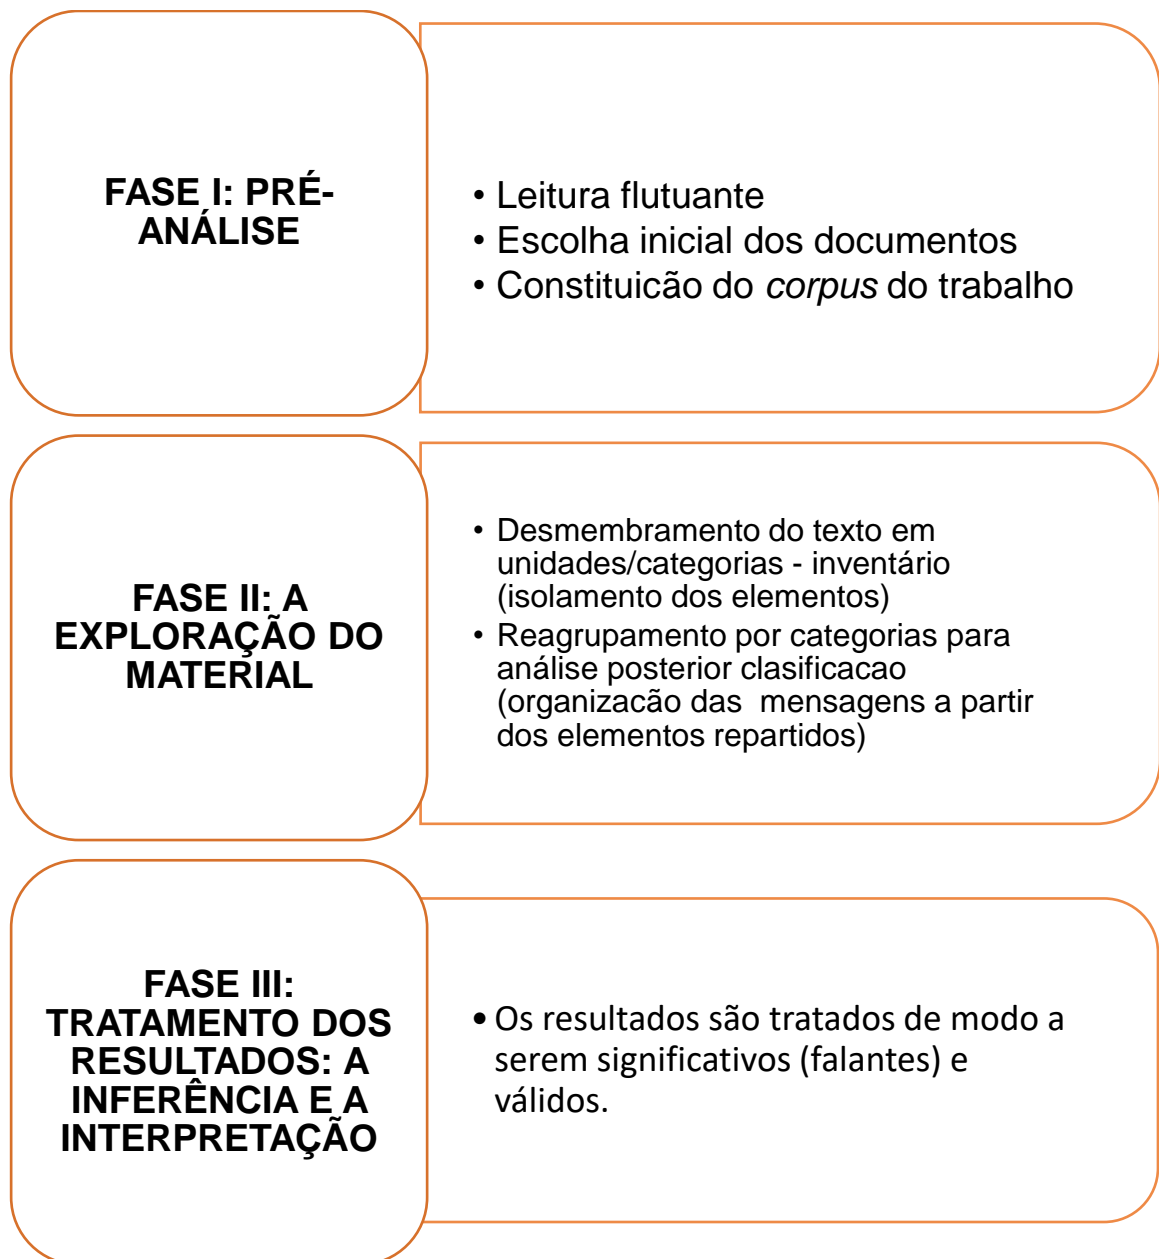 FASE I: PRÉ-
ANÁLISE
• Leitura flutuante
• Escolha inicial dos documentos
• Constituicão do corpus do trabalho
FASE II: A
EXPLORAÇÃO DO
MATERIAL
• Desmembramento do texto em
unidades/categorias - inventário
(isolamento dos elementos)
• Reagrupamento por categorias para
análise posterior clasificacao
(organizacão das  mensagens a partir
dos elementos repartidos)
FASE III:
TRATAMENTO DOS
RESULTADOS: A
INFERÊNCIA E A
INTERPRETAÇÃO
• Os resultados são tratados de modo a
serem significativos (falantes) e
válidos.